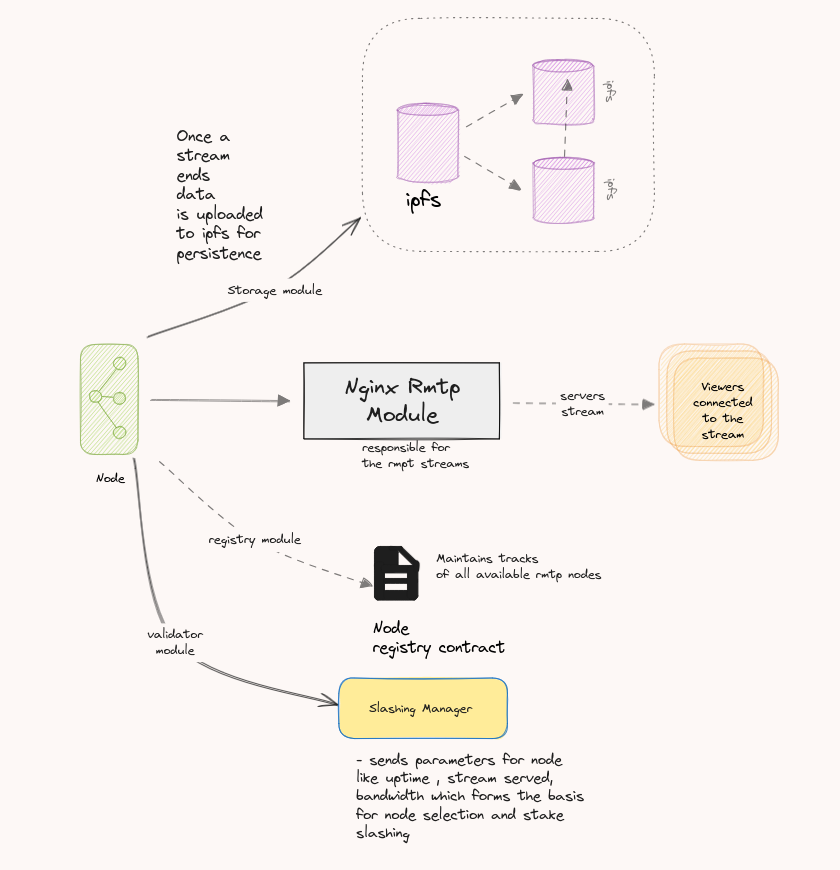 Once a
stream
ends
data
is uploaded
to ipfs for
persistence
ipfs
ipfs
ipfs
Storage module
Nginx Rmtp
Module
responsible for
the rmpt streams
servers
stream
Viewers
connected
to the
stream
Node
registry module
Maintains tracks
of all available rmtp nodes
Node
registry contract
validator
module
Slashing Manager
- sends parameters for node
like uptime , stream served,
bandwidth which forms the basis
for node selection and stake
slashing